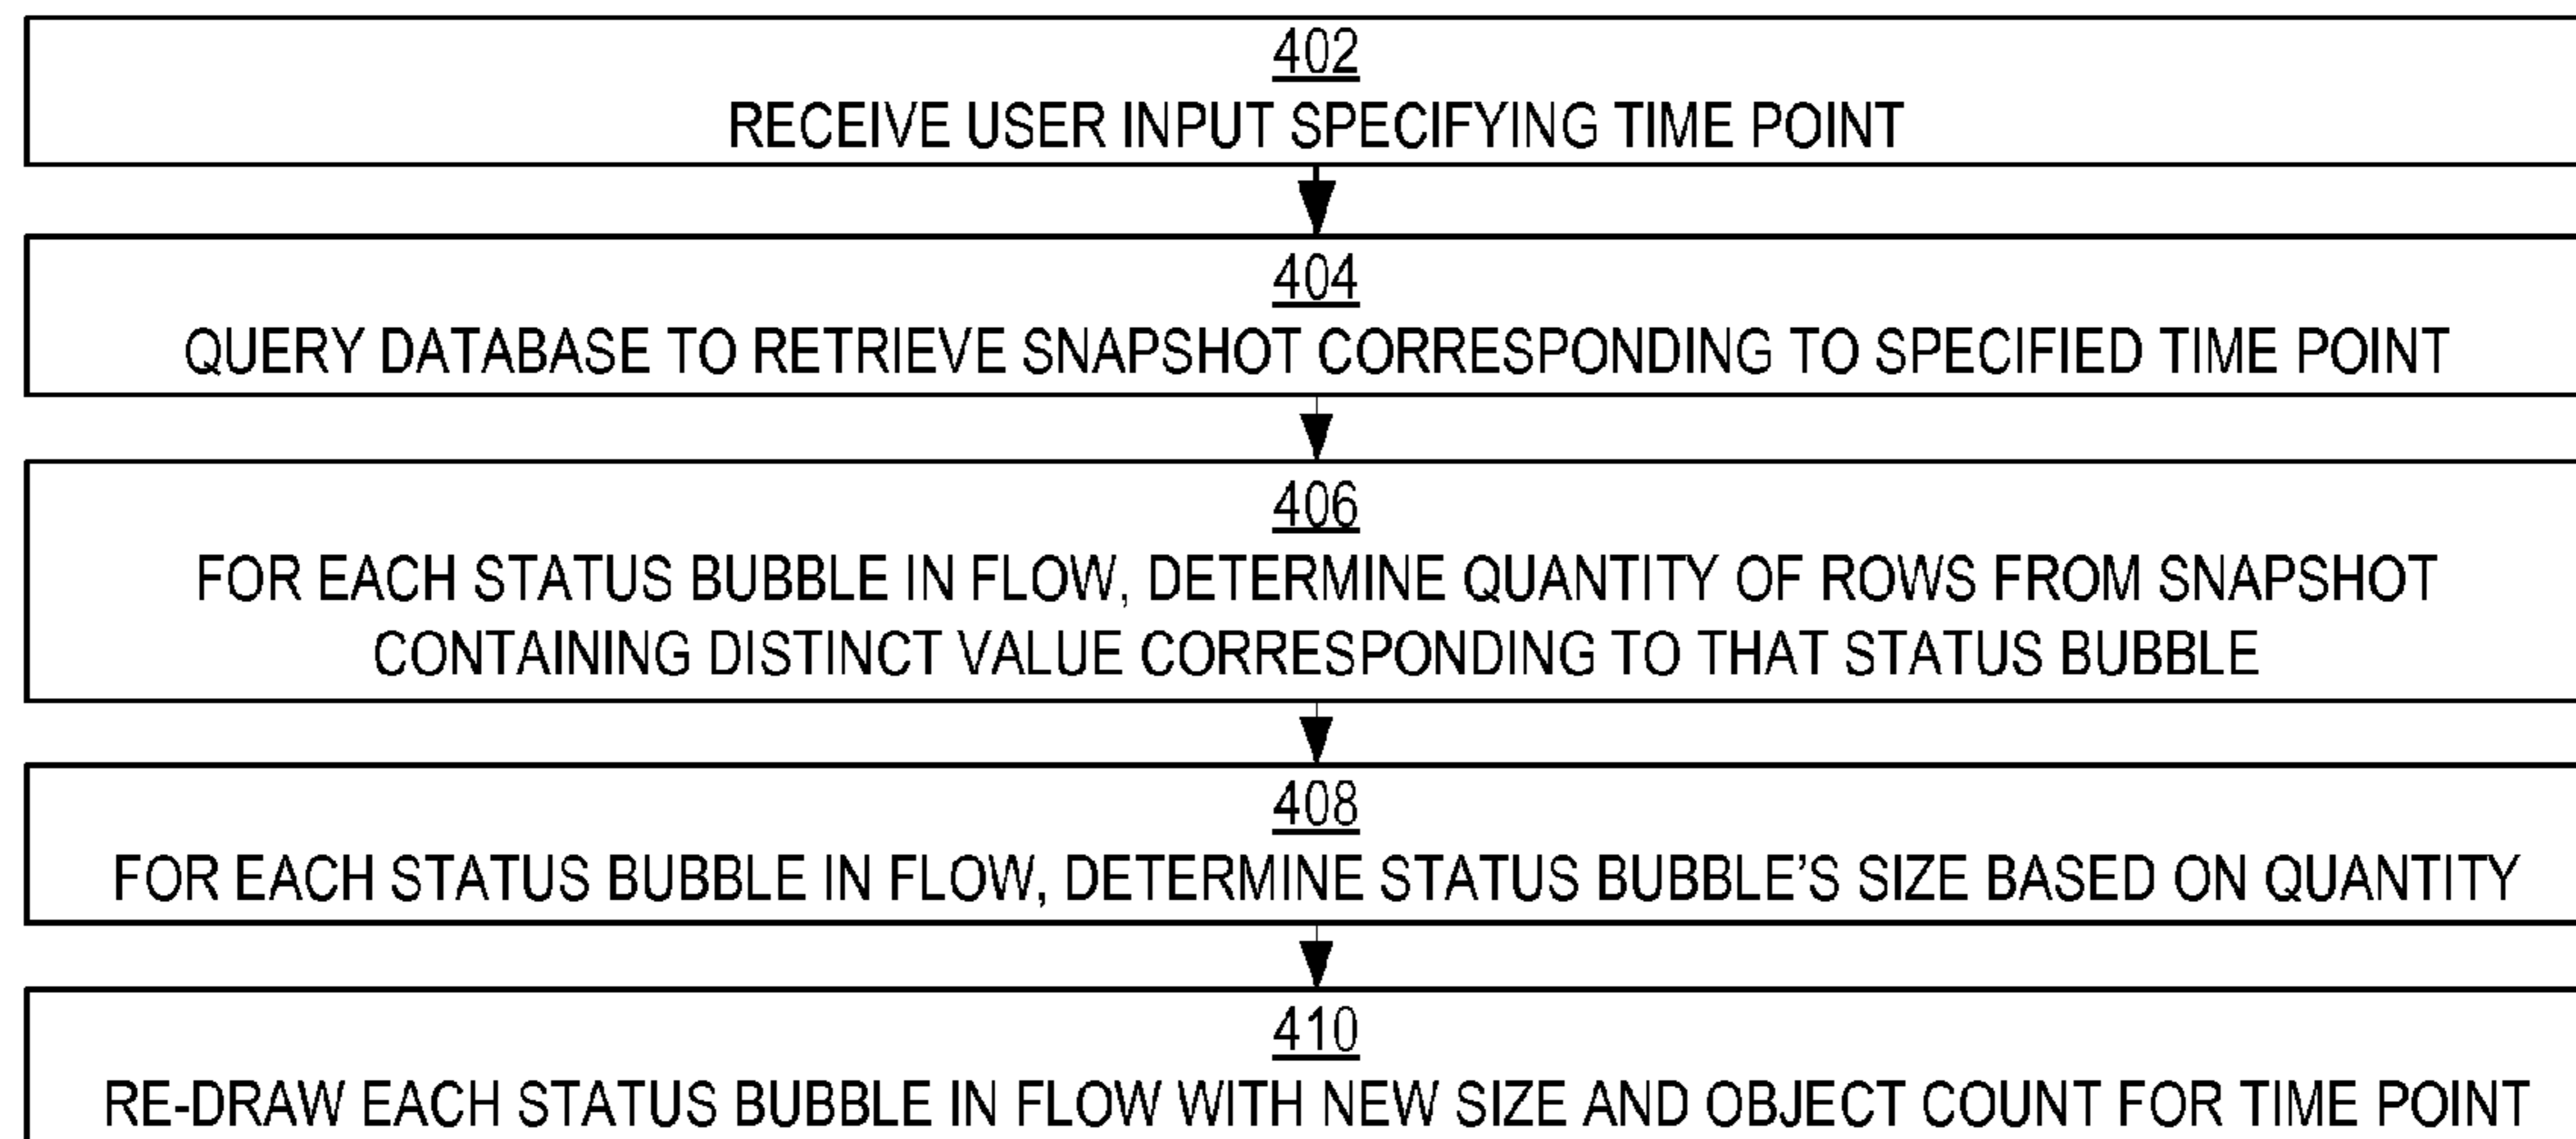 402
RECEIVE USER INPUT SPECIFYING TIME POINT
404
QUERY DATABASE TO RETRIEVE SNAPSHOT CORRESPONDING TO SPECIFIED TIME POINT
406
FOR EACH STATUS BUBBLE IN FLOW, DETERMINE QUANTITY OF ROWS FROM SNAPSHOT
CONTAINING DISTINCT VALUE CORRESPONDING TO THAT STATUS BUBBLE
408
FOR EACH STATUS BUBBLE IN FLOW, DETERMINE STATUS BUBBLE'S SIZE BASED ON QUANTITY
410
RE-DRAW EACH STATUS BUBBLE IN FLOW WITH NEW SIZE AND OBJECT COUNT FOR TIME POINT